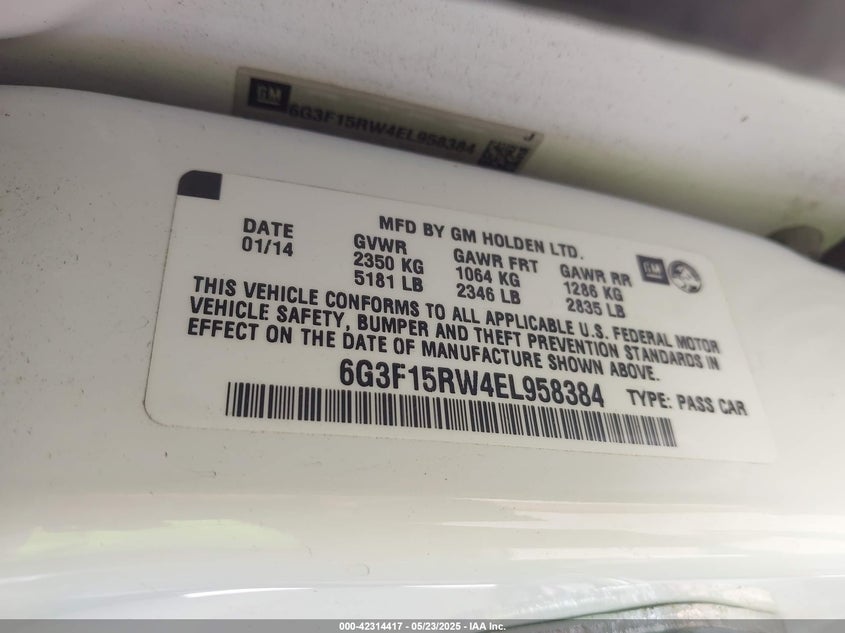 GM
6G3F15RW4EL958384
J
MFD BY GM HOLDEN LTD.
DATE GVWR GAWR FRT GAWR RR
01/14 2350 KG 1064 KG 1286 KG
5181 LB 2346 LB 2835 LB
GM
THIS VEHICLE CONFORMS TO ALL APPLICABLE U.S. FEDERAL MOTOR
VEHICLE SAFETY, BUMPER AND THEFT PREVENTION STANDARDS IN
EFFECT ON THE DATE OF MANUFACTURE SHOWN ABOVE.
6G3F15RW4EL958384 TYPE: PASS CAR
000-42314417 - 05/23/2025 - IAA Inc.